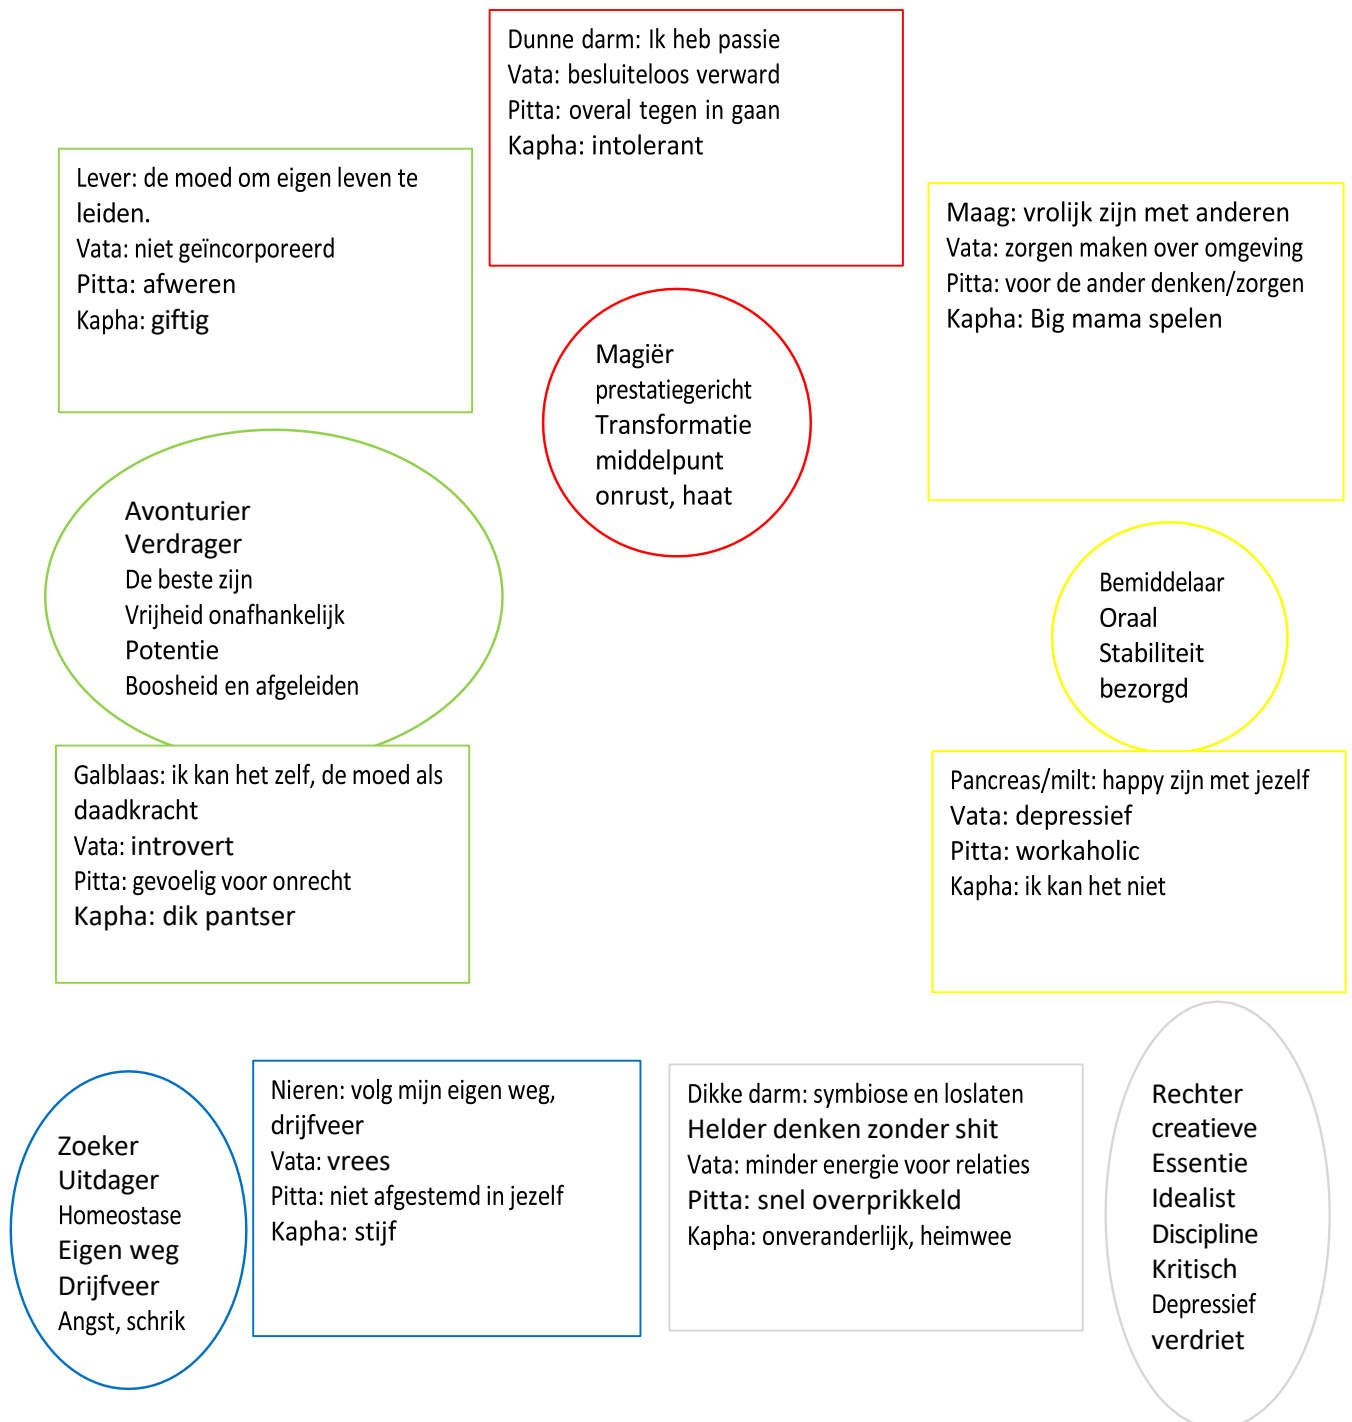 Dunne darm: Ik heb passie
Vata: besluiteloos verward
Pitta: overal tegen in gaan
Kapha: intolerant
Lever: de moed om eigen leven te
leiden.
Vata: niet geïncorporeerd
Pitta: afweren
Kapha: giftig
Maag: vrolijk zijn met anderen
Vata: zorgen maken over omgeving
Pitta: voor de ander denken/zorgen
Kapha: Big mama spelen
Magiër
prestatiegericht
Transformatie
middelpunt
onrust, haat
Avonturier
Verdrager
De beste zijn
Vrijheid onafhankelijk
Potentie
Boosheid en afgeleiden
Bemiddelaar
Oraal
Stabiliteit
bezorgd
Galblaas: ik kan het zelf, de moed als
daadkracht
Vata: introvert
Pitta: gevoelig voor onrecht
Kapha: dik pantser
Pancreas/milt: happy zijn met jezelf
Vata: depressief
Pitta: workaholic
Kapha: ik kan het niet
Zoeker
Uitdager
Homeostase
Eigen weg
Drijfveer
Angst, schrik
Nieren: volg mijn eigen weg,
drijfveer
Vata: vrees
Pitta: niet afgestemd in jezelf
Kapha: stijf
Dikke darm: symbiose en loslaten
Helder denken zonder shit
Vata: minder energie voor relaties
Pitta: snel overprikkeld
Kapha: onveranderlijk, heimwee
Rechter
creatieve
Essentie
Idealist
Discipline
Kritisch
Depressief
verdriet